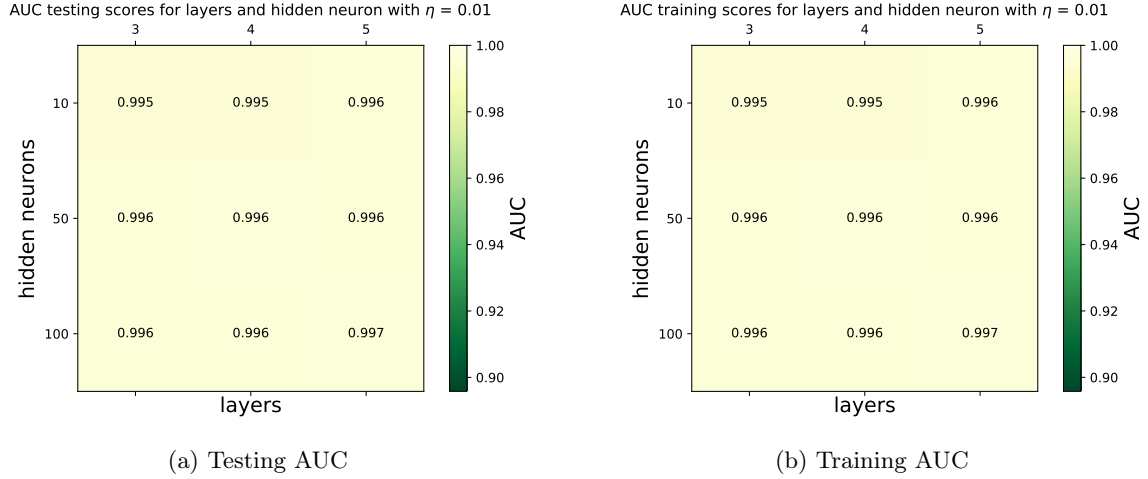 AUC testing scores for layers and hidden neuron with η = 0.01
3 4 5
10 0.995 0.995 0.996
50 0.996 0.996 0.996
100 0.996 0.996 0.997
hidden neurons
layers
1.00
0.98
0.96
0.94
0.92
0.90
AUC
(a) Testing AUC
AUC training scores for layers and hidden neuron with η = 0.01
3 4 5
10 0.995 0.995 0.996
50 0.996 0.996 0.996
100 0.996 0.996 0.997
hidden neurons
layers
1.00
0.98
0.96
0.94
0.92
0.90
AUC
(b) Training AUC